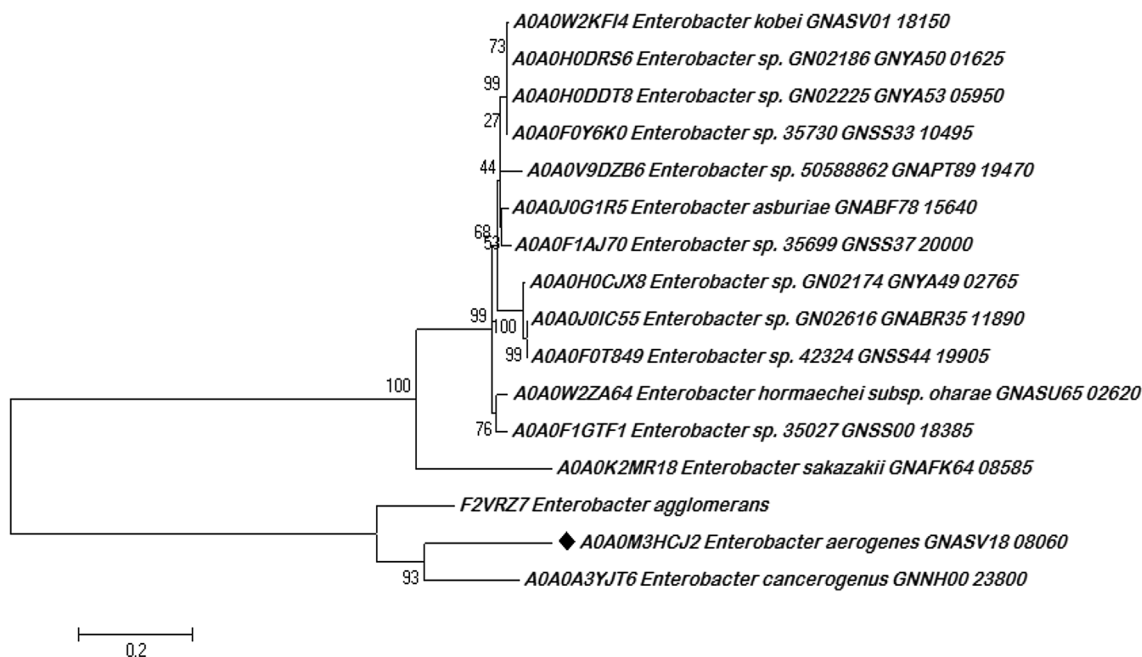 A0A0W2KFI4 Enterobacter kobei GNASV01 18150
73
A0A0H0DRS6 Enterobacter sp. GN02186 GNYA50 01625
99
A0A0H0DDT8 Enterobacter sp. GN02225 GNYA53 05950
27
A0A0F0Y6K0 Enterobacter sp. 35730 GNSS33 10495
44
A0A0V9DZB6 Enterobacter sp. 50588862 GNAPT89 19470
A0A0J0G1R5 Enterobacter asburiae GNABF78 15640
68
53
A0A0F1AJ70 Enterobacter sp. 35699 GNSS37 20000
A0A0H0CJX8 Enterobacter sp. GN02174 GNYA49 02765
99
100
A0A0J0IC55 Enterobacter sp. GN02616 GNABR35 11890
99
A0A0F0T849 Enterobacter sp. 42324 GNSS44 19905
100
A0A0W2ZA64 Enterobacter hormaechei subsp. oharae GNASU65 02620
76
A0A0F1GTF1 Enterobacter sp. 35027 GNSS00 18385
A0A0K2MR18 Enterobacter sakazakii GNAFK64 08585
F2VRZ7 Enterobacter agglomerans
A0A0M3HCJ2 Enterobacter aerogenes GNASV18 08060
93
A0A0A3YJT6 Enterobacter cancerogenus GNNH00 23800
0.2